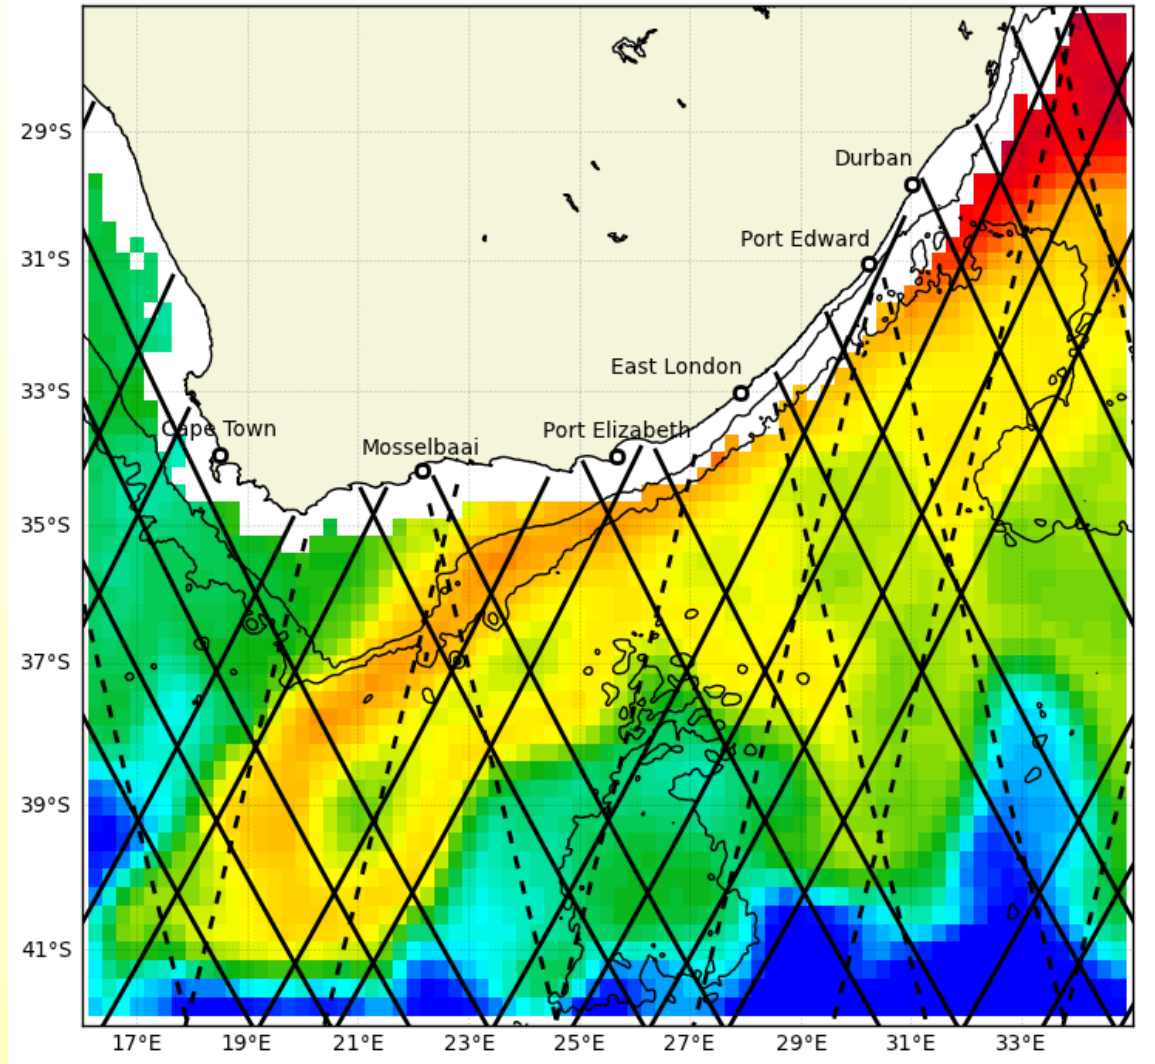 29°S
Durban
Port Edward
31°S
East London
33°S
Cape Town
Mosselbaai
Port Elizabeth
35°S
37°S
39°S
41°S
17°E 19°E 21°E 23°E 25°E 27°E 29°E 31°E 33°E